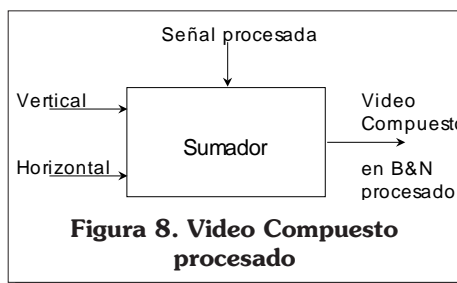 Señal procesada
Vertical
Horizontal
Sumador
Video
Compuesto
en B&N
procesado
Figura 8. Video Compuesto
procesado